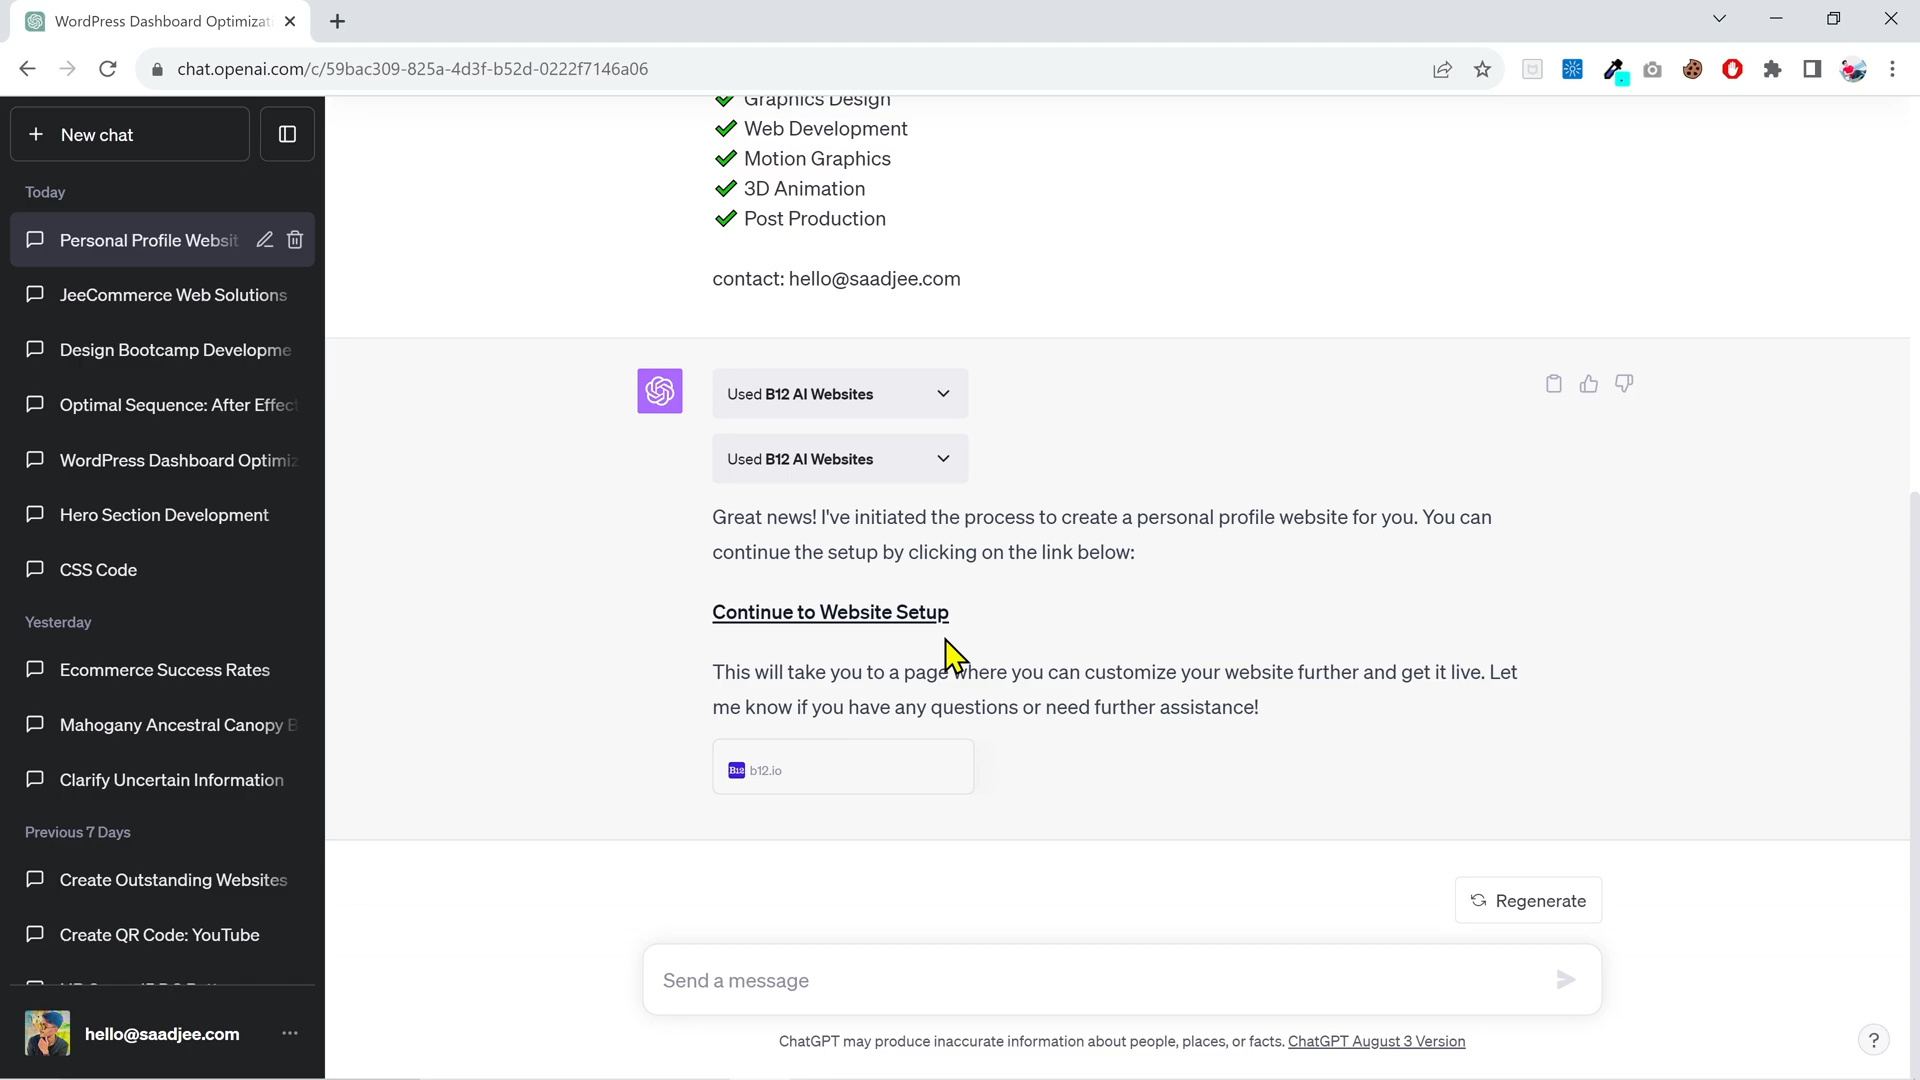 WordPress Dashboard Optimizati
chat.openai.com/c/59bac309-825a-4d3f-b52d-0222f7146a06
New chat
Today
Personal Profile Websit
JeeCommerce Web Solutions
Design Bootcamp Developme
Optimal Sequence: After Effect
WordPress Dashboard Optimiz
Hero Section Development
CSS Code
Yesterday
Ecommerce Success Rates
Mahogany Ancestral Canopy B
Clarify Uncertain Information
Previous 7 Days
Create Outstanding Websites
Create QR Code: YouTube
hello@saadjee.com
Graphics Design
Web Development
Motion Graphics
3D Animation
Post Production
contact: hello@saadjee.com
Used B12 AI Websites
Used B12 AI Websites
Great news! I've initiated the process to create a personal profile website for you. You can
continue the setup by clicking on the link below:
Continue to Website Setup
This will take you to a page where you can customize your website further and get it live. Let
me know if you have any questions or need further assistance!
B12 b12.io
Regenerate
Send a message
ChatGPT may produce inaccurate information about people, places, or facts. ChatGPT August 3 Version
?